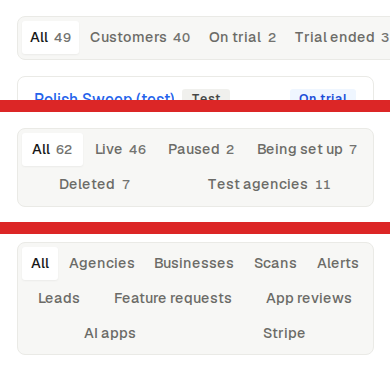 All 49 Customers 40 On trial 2 Trial ended 3
Polish Sweep (test) Test On trial
All 62 Live 46 Paused 2 Being set up 7
Deleted 7 Test agencies 11
All Agencies Businesses Scans Alerts
Leads Feature requests App reviews
AI apps Stripe